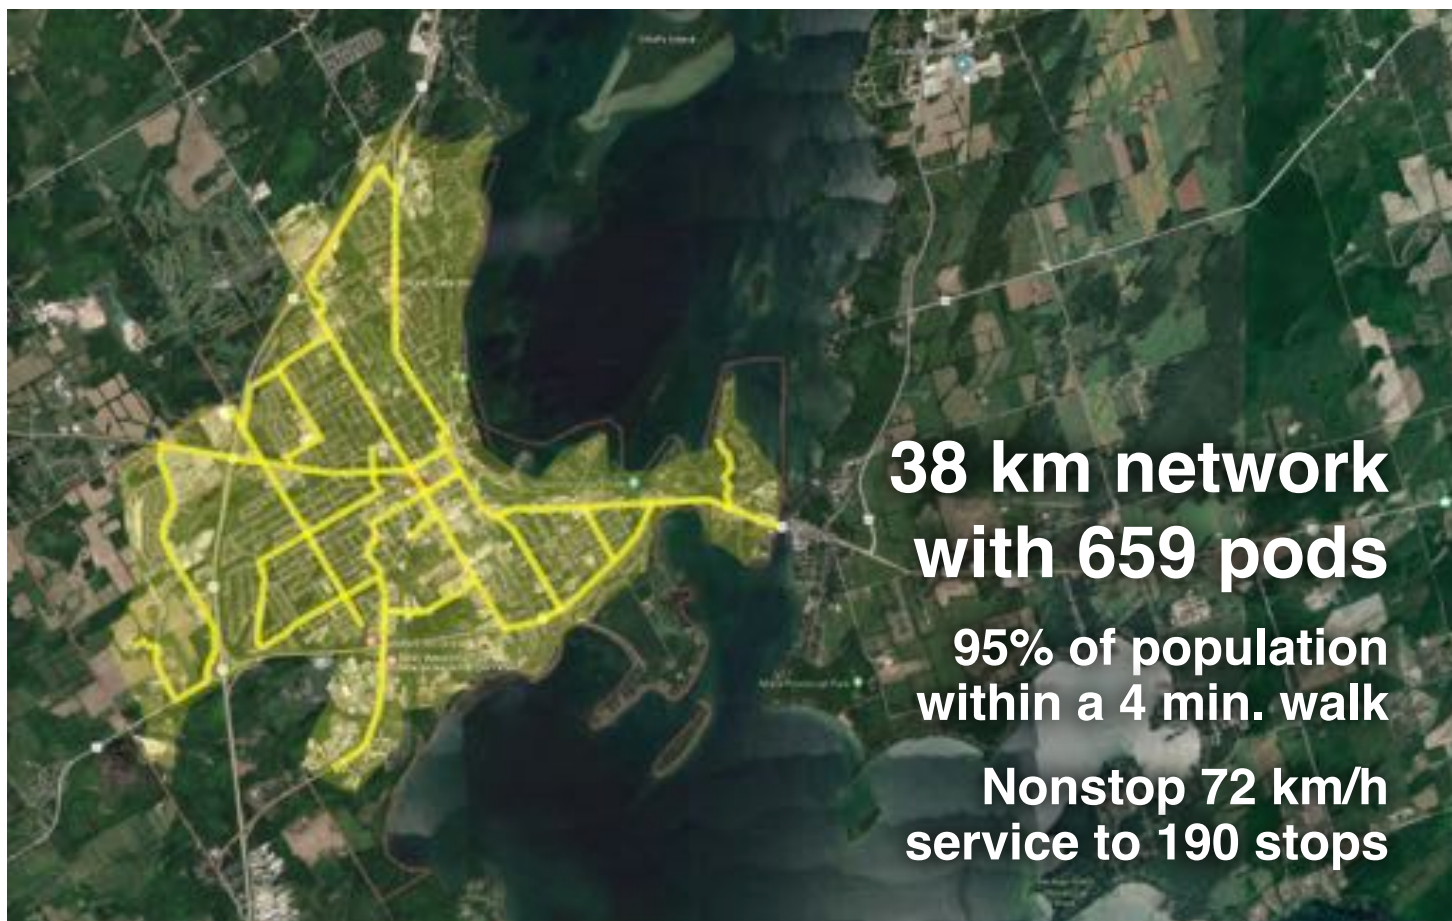 38 km network
with 659 pods
95% of population
within a 4 min. walk
Nonstop 72 km/h
service to 190 stops